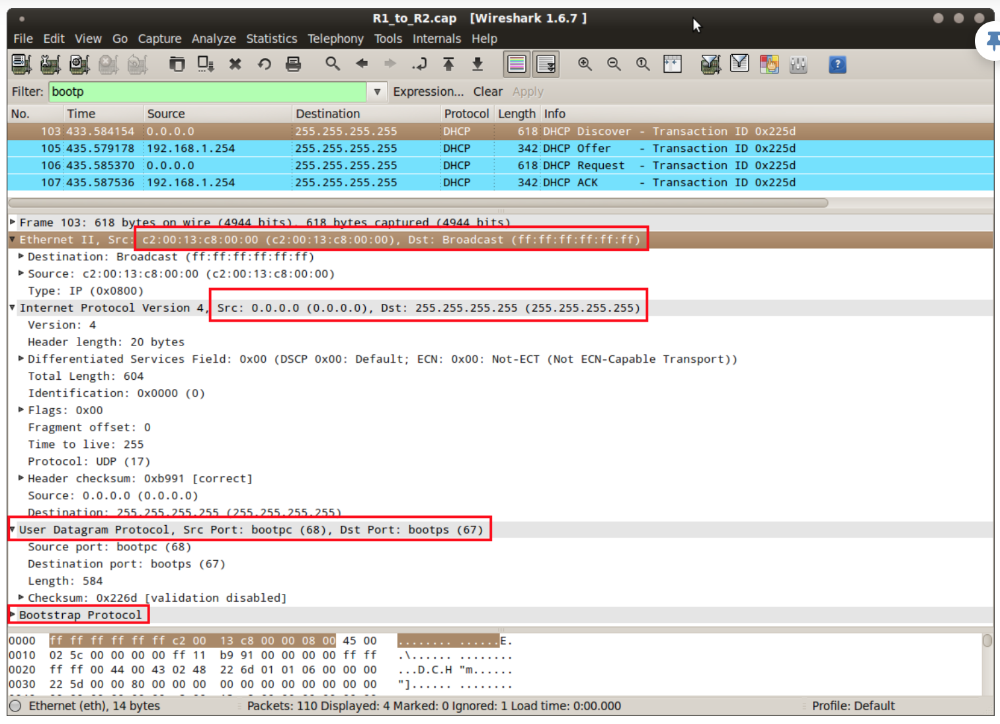 R1_to_R2.cap [Wireshark 1.6.7 ]
File Edit View Go Capture Analyze Statistics Telephony Tools Internals Help
Filter: bootp Expression... Clear Apply
No. Time Source Destination Protocol Length Info
103 433.584154 0.0.0.0 255.255.255.255 DHCP 618 DHCP Discover - Transaction ID 0x225d
105 435.579178 192.168.1.254 255.255.255.255 DHCP 342 DHCP Offer - Transaction ID 0x225d
106 435.585370 0.0.0.0 255.255.255.255 DHCP 618 DHCP Request - Transaction ID 0x225d
107 435.587536 192.168.1.254 255.255.255.255 DHCP 342 DHCP ACK - Transaction ID 0x225d
Frame 103: 618 bytes on wire (4944 bits), 618 bytes captured (4944 bits)
Ethernet II, Src: c2:00:13:c8:00:00 (c2:00:13:c8:00:00), Dst: Broadcast (ff:ff:ff:ff:ff:ff)
Destination: Broadcast (ff:ff:ff:ff:ff:ff)
Source: c2:00:13:c8:00:00 (c2:00:13:c8:00:00)
Type: IP (0x0800)
Internet Protocol Version 4, Src: 0.0.0.0 (0.0.0.0), Dst: 255.255.255.255 (255.255.255.255)
Version: 4
Header length: 20 bytes
Differentiated Services Field: 0x00 (DSCP 0x00: Default; ECN: 0x00: Not-ECT (Not ECN-Capable Transport))
Total Length: 604
Identification: 0x0000 (0)
Flags: 0x00
Fragment offset: 0
Time to live: 255
Protocol: UDP (17)
Header checksum: 0xb991 [correct]
Source: 0.0.0.0 (0.0.0.0)
Destination: 255.255.255.255 (255.255.255.255)
User Datagram Protocol, Src Port: bootpc (68), Dst Port: bootps (67)
Source port: bootpc (68)
Destination port: bootps (67)
Length: 584
Checksum: 0x226d [validation disabled]
Bootstrap Protocol
0000 ff ff ff ff ff ff c2 00 13 c8 00 00 08 00 45 00 ........ ......E.
0010 02 5c 00 00 00 00 ff 11 b9 91 00 00 00 00 ff ff .\...... ........
0020 ff ff 00 44 00 43 02 48 22 6d 01 01 06 00 00 00 ...D.C.H "m......
0030 22 5d 00 00 80 00 00 00 00 00 00 00 00 00 00 00 "]...... ........
Ethernet (eth), 14 bytes Packets: 110 Displayed: 4 Marked: 0 Ignored: 1 Load time: 0:00.000 Profile: Default